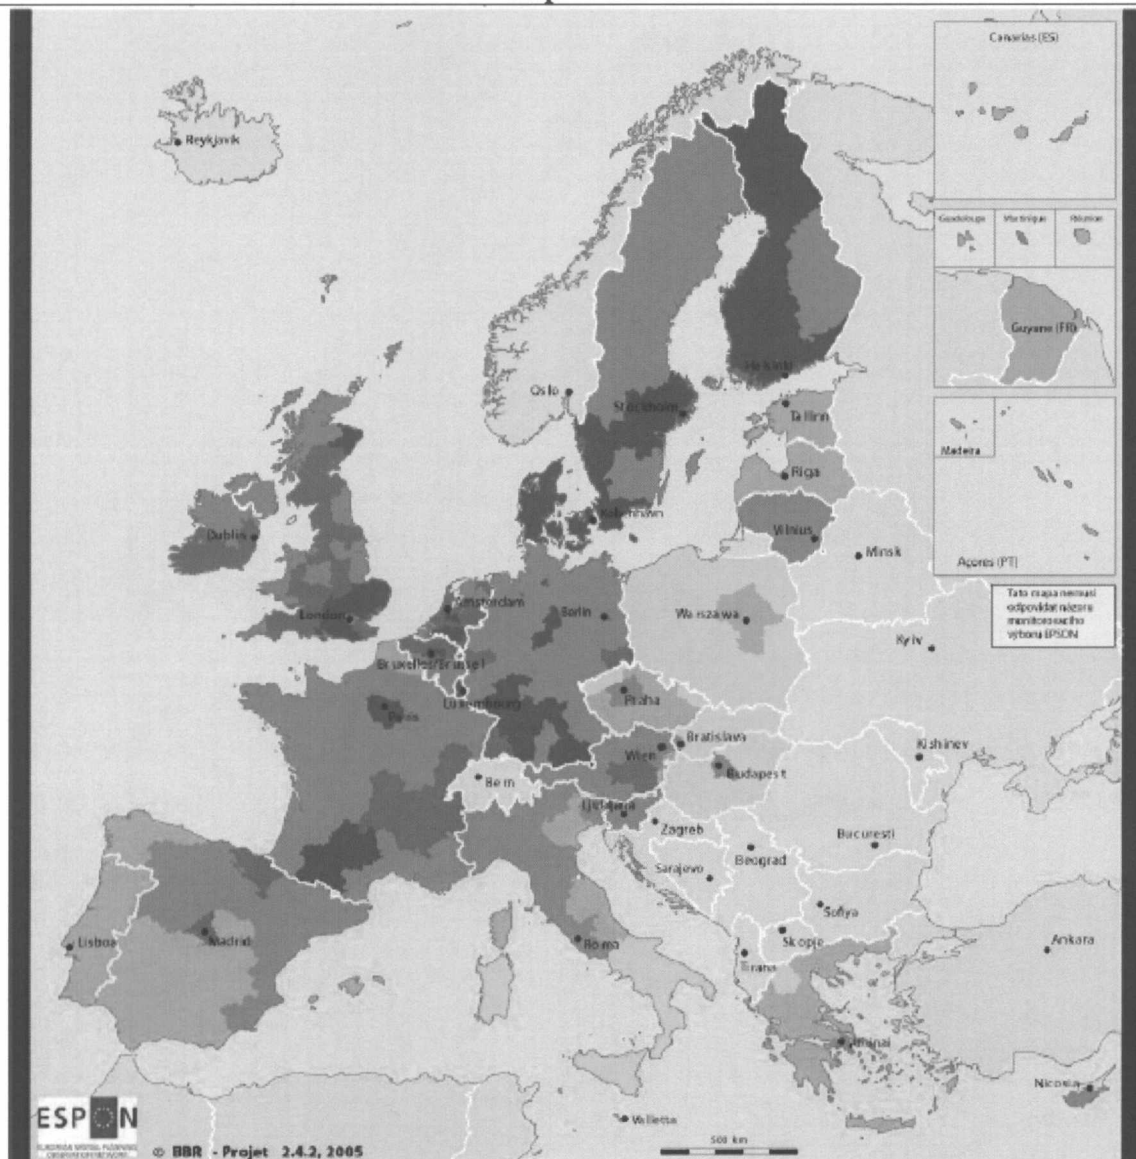 Canarias (ES)
Reykjavik
Guadeloupe
Martinique
Réunion
Guyane (FR)
Helsinki
Oslo
Stockholm
Tallinn
Madeira
Riga
Kobenhavn
Vilnius
Dublin
Minsk
Açores (PT)
Tato mapa nemusí
odpovídat názoru
monitorovacího
výboru EPSON
Amsterdam
London
Berlin
Warszawa
Kyiv
Bruxelles/Brussel
Luxembourg
Praha
Paris
Bratislava
Wien
Kishinev
Bern
Budapest
Ljubljana
Zagreb
Bucuresti
Beograd
Sarajevo
Sofiya
Lisboa
Madrid
Roma
Skopje
Ankara
Tirana
Athinai
Nicosia
ESPON
Valletta
500 km
© BBR - Projet 2.4.2, 2005